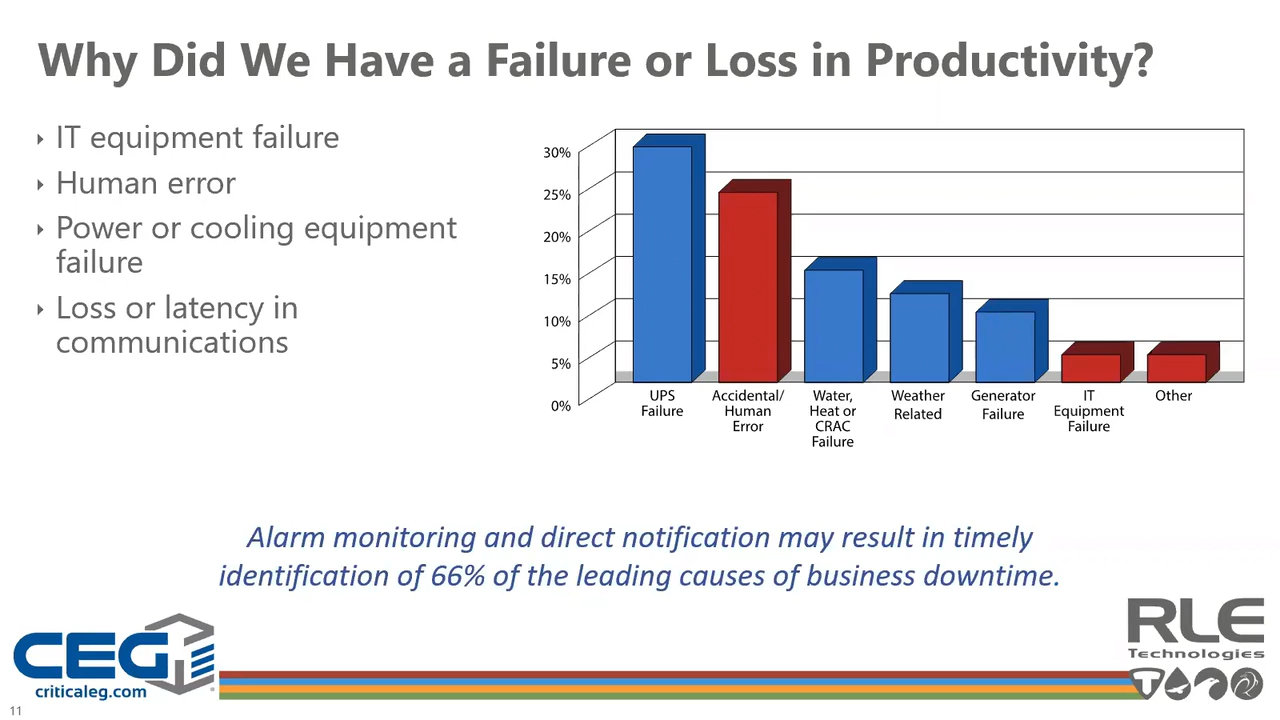 Why Did We Have a Failure or Loss in Productivity?
IT equipment failure
Human error
Power or cooling equipment
failure
Loss or latency in
communications
30%
25%
20%
15%
10%
5%
0%
UPS
Failure
Accidental/
Human
Error
Water,
Heat or
CRAC
Failure
Weather
Related
Generator
Failure
IT
Equipment
Failure
Other
Alarm monitoring and direct notification may result in timely
identification of 66% of the leading causes of business downtime.
CEG
criticaleg.com
RLE
Technologies
11